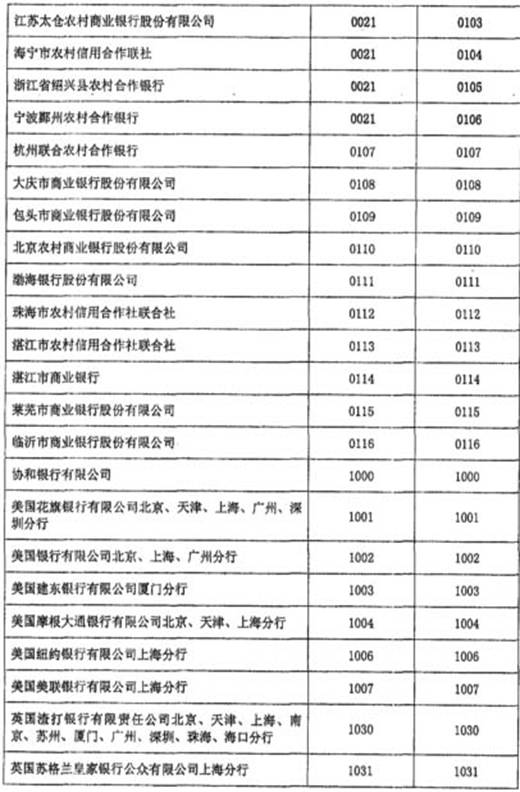 江苏太仓农村商业银行股份有限公司 0021 0103
海宁市农村信用合作联社 0021 0104
浙江省绍兴县农村合作银行 0021 0105
宁波鄞州农村合作银行 0021 0106
杭州联合农村合作银行 0107 0107
大庆市商业银行股份有限公司 0108 0108
包头市商业银行股份有限公司 0109 0109
北京农村商业银行股份有限公司 0110 0110
渤海银行股份有限公司 0111 0111
珠海市农村信用合作社联合社 0112 0112
湛江市农村信用合作社联合社 0113 0113
湛江市商业银行 0114 0114
莱芜市商业银行股份有限公司 0115 0115
临沂市商业银行股份有限公司 0116 0116
协和银行有限公司 1000 1000
美国花旗银行有限公司北京、天津、上海、广州、深
圳分行 1001 1001
美国银行有限公司北京、上海、广州分行 1002 1002
美国建东银行有限公司厦门分行 1003 1003
美国摩根大通银行有限公司北京、天津、上海分行 1004 1004
美国纽约银行有限公司上海分行 1006 1006
美国美联银行有限公司上海分行 1007 1007
英国渣打银行有限责任公司北京、天津、上海、南
京、苏州、厦门、广州、深圳、珠海、海口分行 1030 1030
英国苏格兰皇家银行公众有限公司上海分行 1031 1031